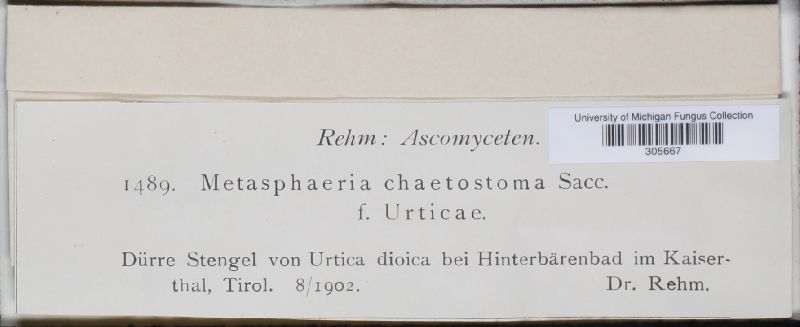 University of Michigan Fungus Collection
305667
Rehm: Ascomyceten.
1489. Metasphaeria chaetostoma Sacc.
f. Urticae.
Dürre Stengel von Urtica dioica bei Hinterbärenbad im Kaiser-
thal, Tirol. 8/1902. Dr. Rehm.